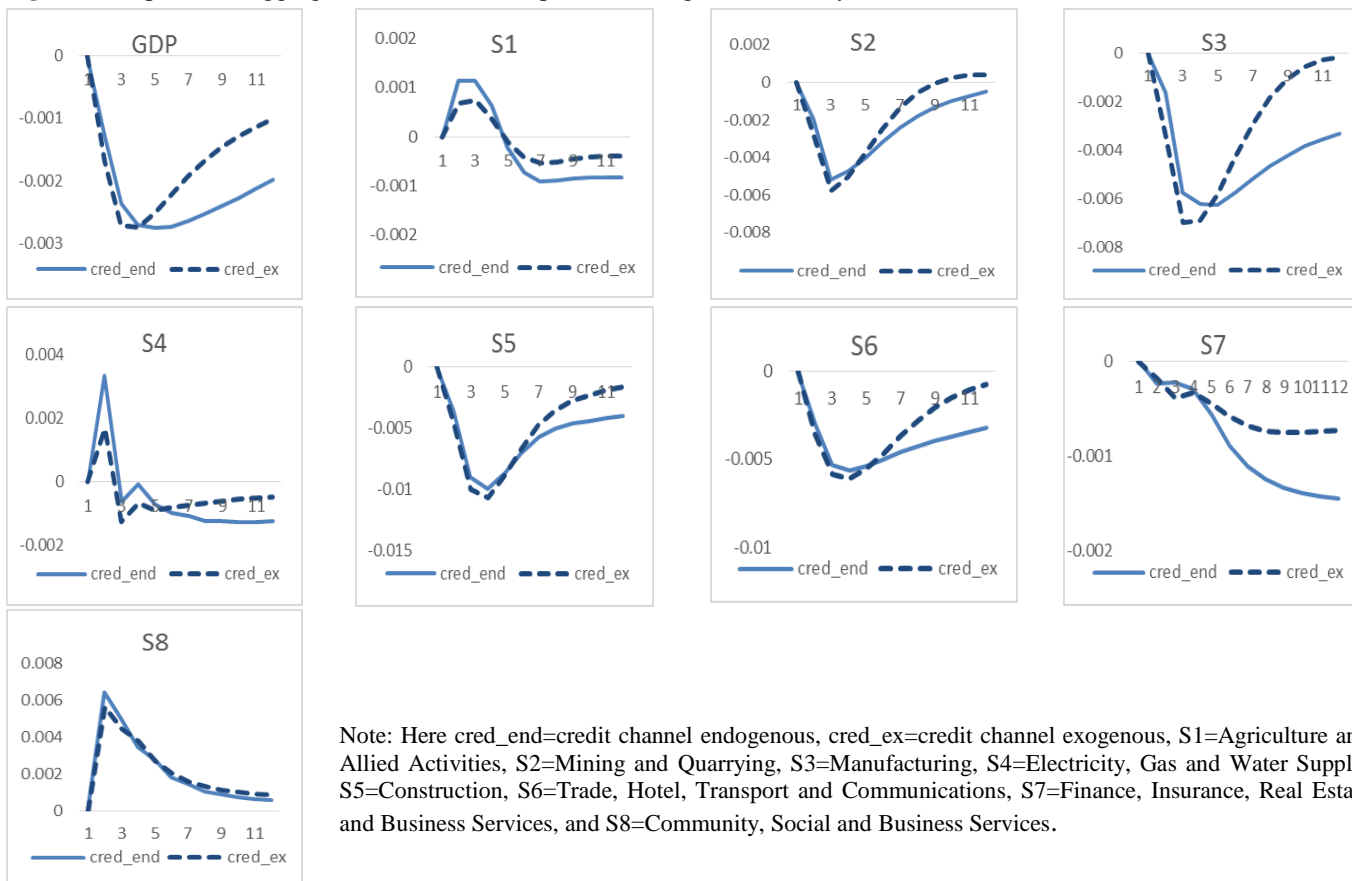 GDP
0
-0.001
-0.002
-0.003
1 3 5 7 9 11
cred_end cred_ex
S1
0.002
0.001
0
-0.001
-0.002
1 3 5 7 9 11
cred_end cred_ex
S2
0.002
0
-0.002
-0.004
-0.006
-0.008
1 3 5 7 9 11
cred_end cred_ex
S3
0
-0.002
-0.004
-0.006
-0.008
1 3 5 7 9 11
cred_end cred_ex
S4
0.004
0.002
0
-0.002
1 3 5 7 9 11
cred_end cred_ex
S5
0
-0.005
-0.01
-0.015
1 3 5 7 9 11
cred_end cred_ex
S6
0
-0.005
-0.01
1 3 5 7 9 11
cred_end cred_ex
S7
0
-0.001
-0.002
1 2 3 4 5 6 7 8 9 10 11 12
cred_end cred_ex
S8
0.008
0.006
0.004
0.002
0
1 3 5 7 9 11
cred_end cred_ex
Note: Here cred_end=credit channel endogenous, cred_ex=credit channel exogenous, S1=Agriculture an
Allied Activities, S2=Mining and Quarrying, S3=Manufacturing, S4=Electricity, Gas and Water Suppl
S5=Construction, S6=Trade, Hotel, Transport and Communications, S7=Finance, Insurance, Real Esta
and Business Services, and S8=Community, Social and Business Services.